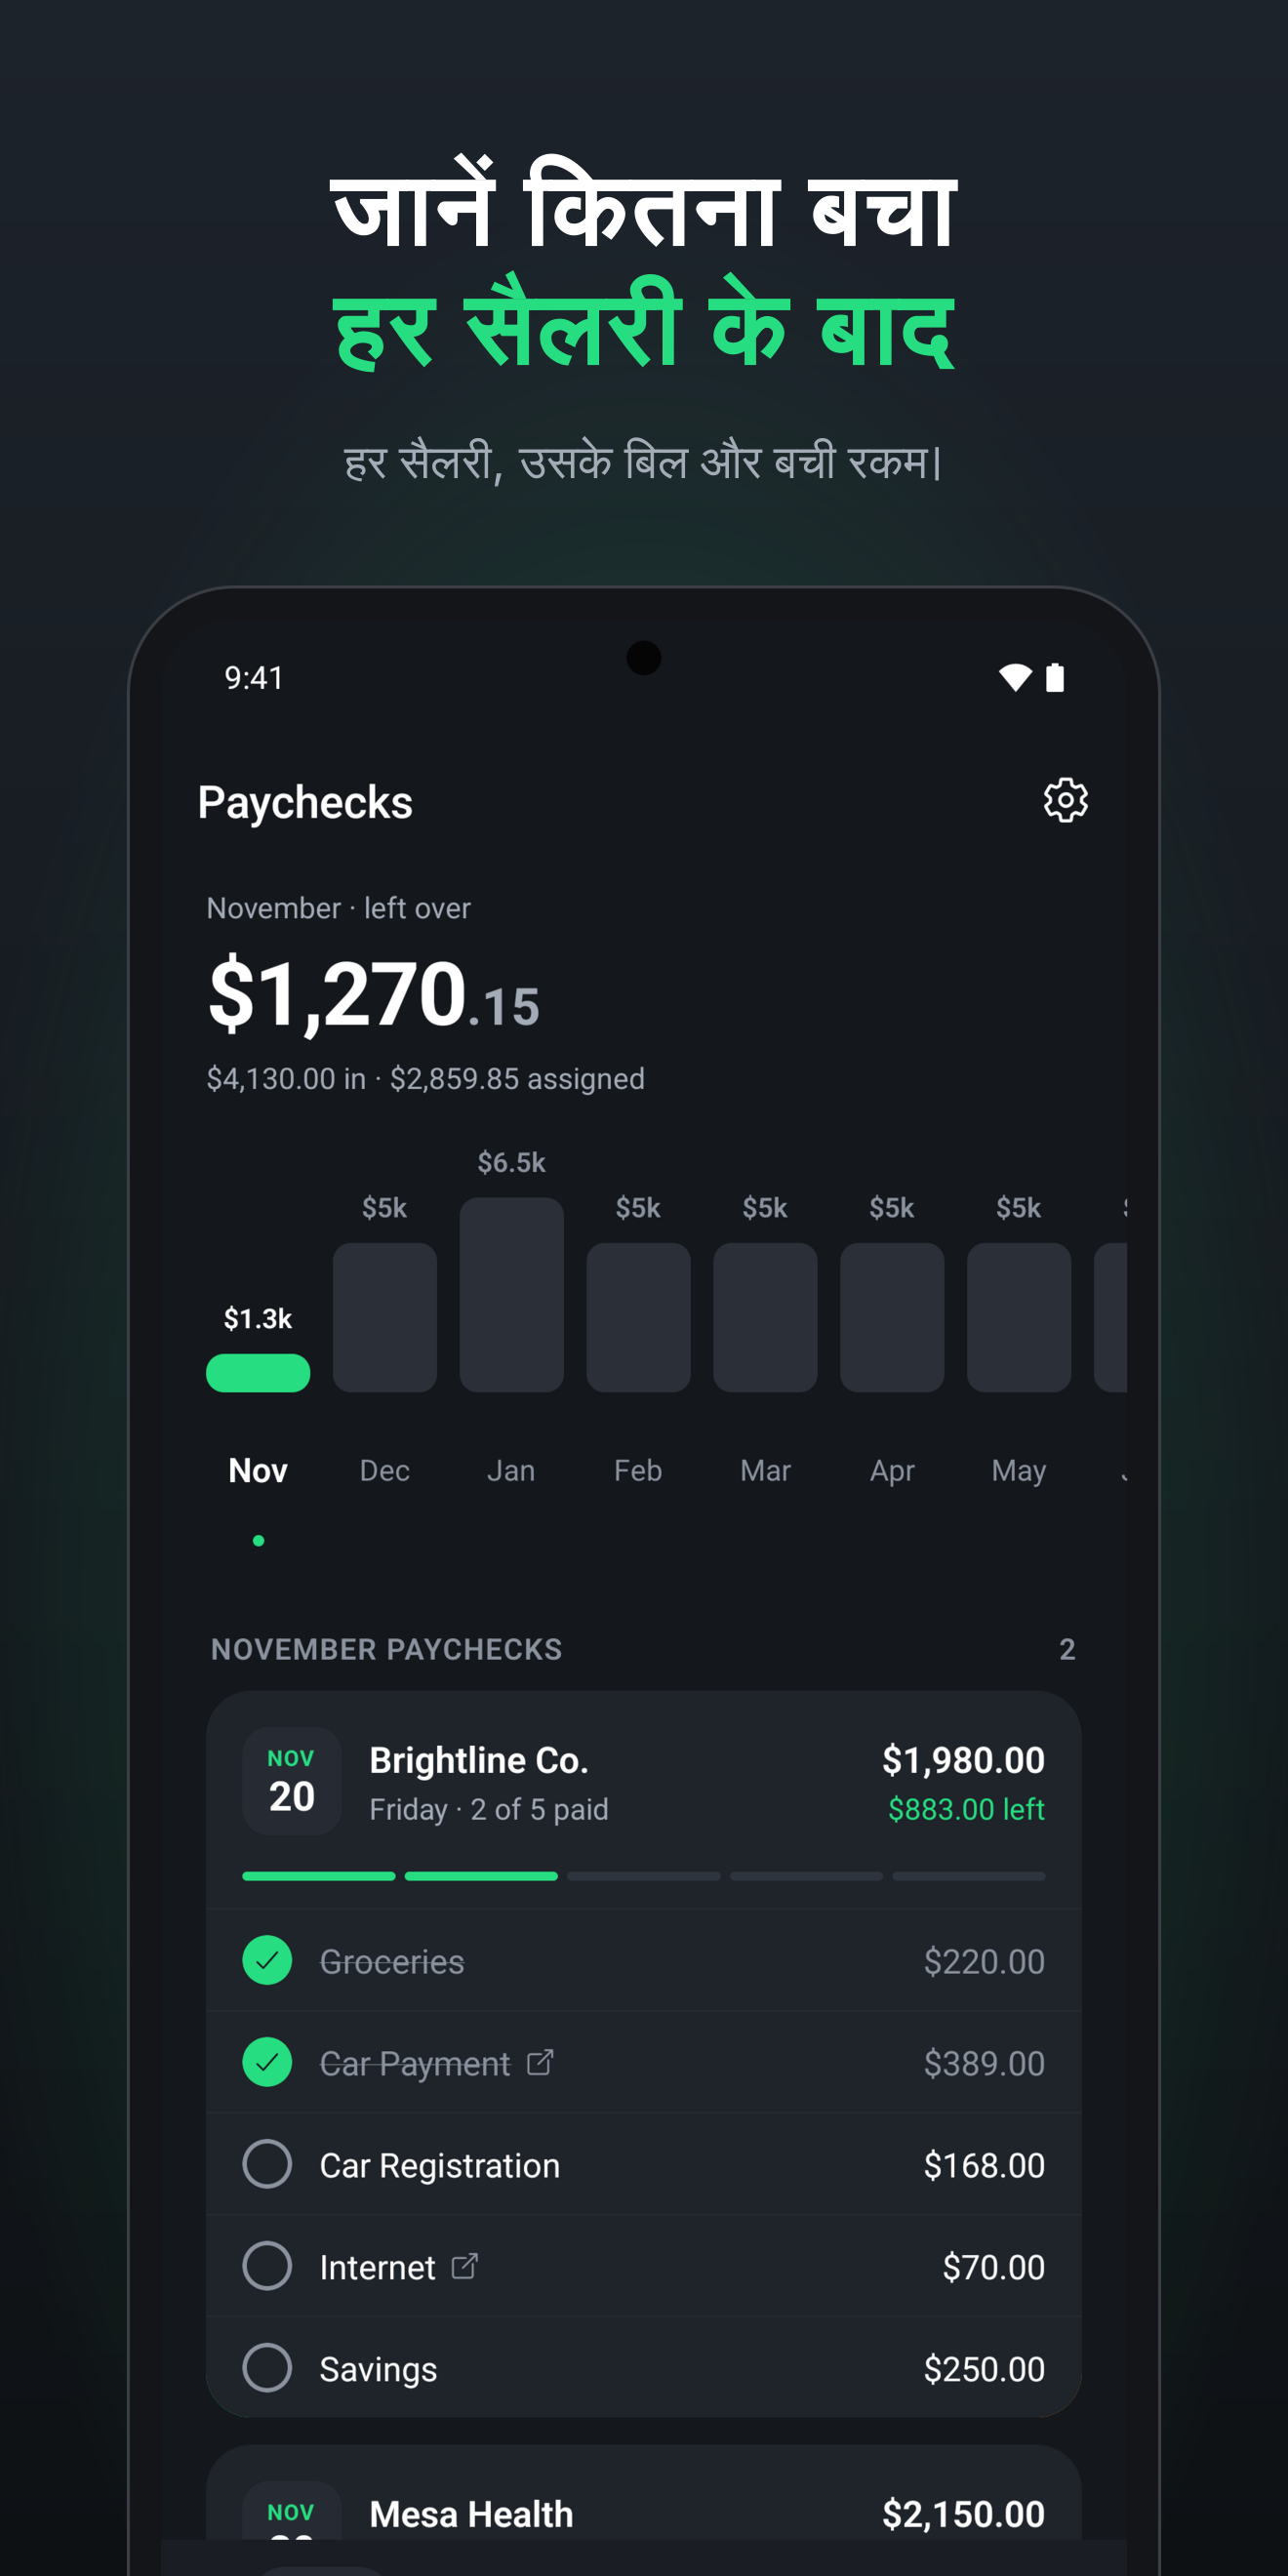 जानें कितना बचा
हर सैलरी के बाद
हर सैलरी, उसके बिल और बची रकम।
9:41
Paychecks
November · left over
$1,270.15
$4,130.00 in · $2,859.85 assigned
$1.3k $5k $6.5k $5k $5k $5k $5k
Nov Dec Jan Feb Mar Apr May
NOVEMBER PAYCHECKS 2
NOV 20
Brightline Co. $1,980.00
Friday · 2 of 5 paid $883.00 left
Groceries $220.00
Car Payment $389.00
Car Registration $168.00
Internet $70.00
Savings $250.00
NOV
Mesa Health $2,150.00